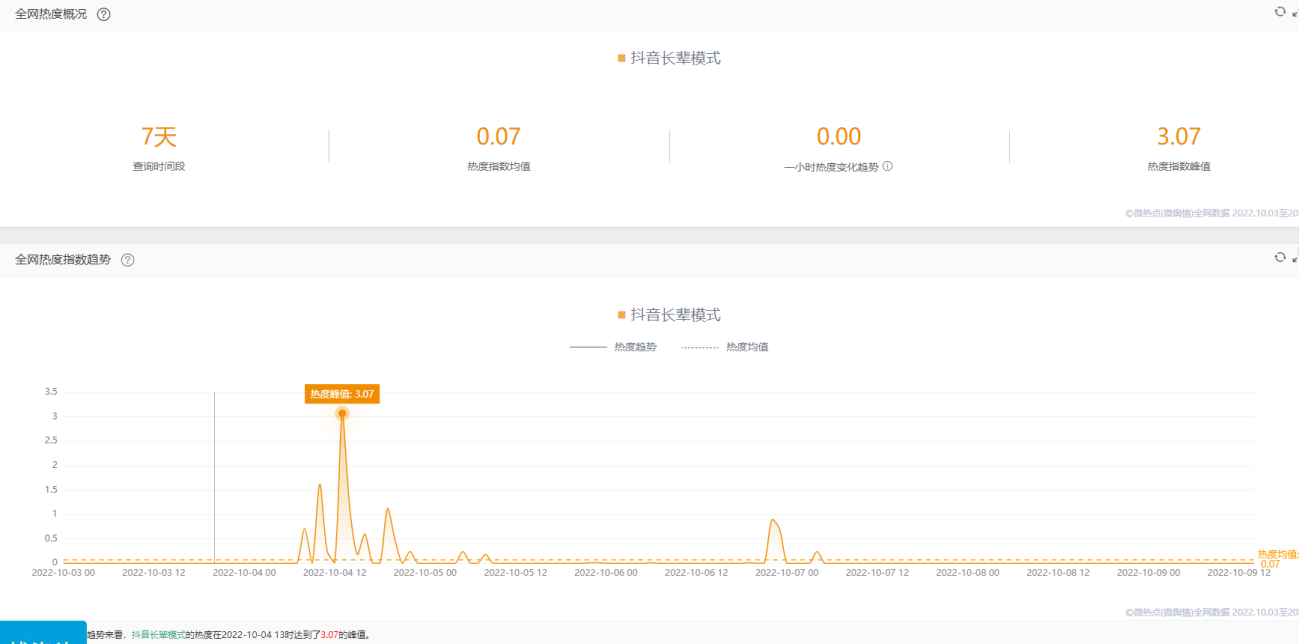 全网热度概况 ?
抖音长辈模式
7天 0.07 0.00 3.07
查询时间段 热度指数均值 一小时热度变化趋势 热度指数峰值
©微热点(微舆情)全网数据 2022.10.03至20
全网热度指数趋势 ?
抖音长辈模式
热度趋势 热度均值
热度峰值: 3.07
3.5
3
2.5
2
1.5
1
0.5
0
热度均值:
0.07
2022-10-03 00 2022-10-03 12 2022-10-04 00 2022-10-04 12 2022-10-05 00 2022-10-05 12 2022-10-06 00 2022-10-06 12 2022-10-07 00 2022-10-07 12 2022-10-08 00 2022-10-08 12 2022-10-09 00 2022-10-09 12
©微热点(微舆情)全网数据 2022.10.03至20
趋势来看，抖音长辈模式的热度在2022-10-04 13时达到了3.07的峰值。